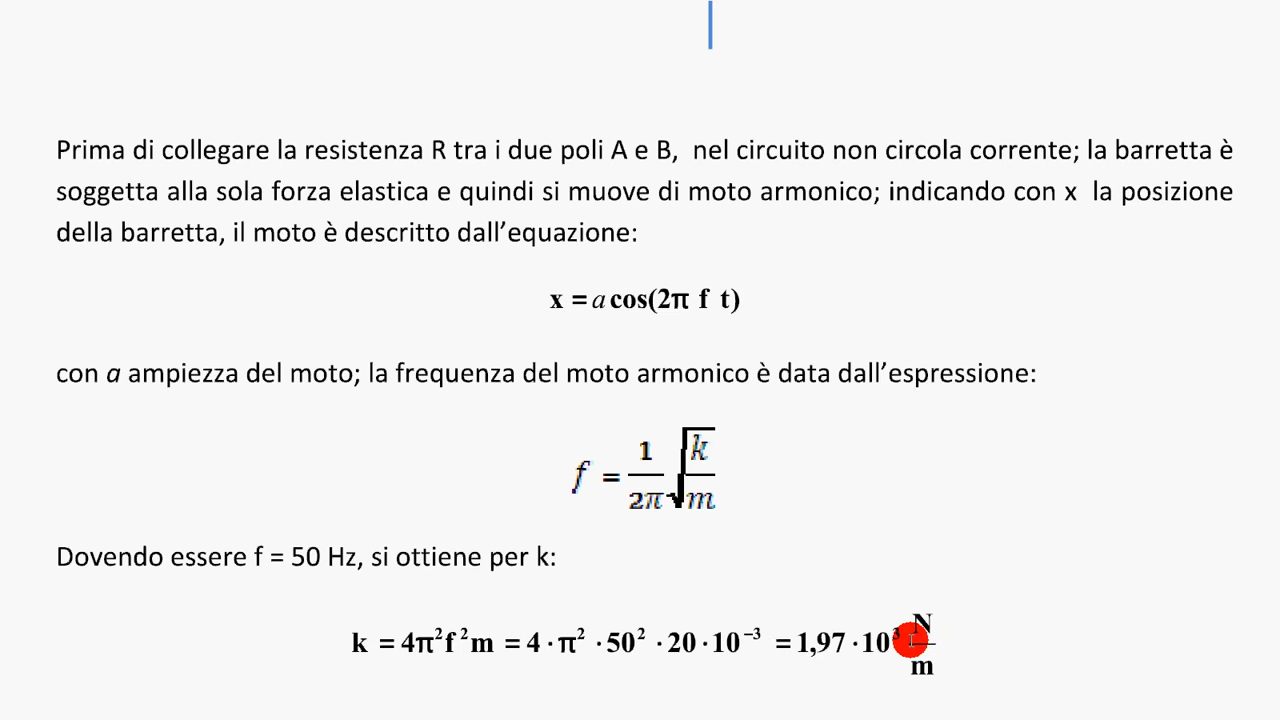 Prima di collegare la resistenza R tra i due poli A e B, nel circuito non circola corrente; la barretta è
soggetta alla sola forza elastica e quindi si muove di moto armonico; indicando con x la posizione
della barretta, il moto è descritto dall’equazione:
x = a cos(2π f t)
con a ampiezza del moto; la frequenza del moto armonico è data dall’espressione:
f = 1/2π √k/m
Dovendo essere f = 50 Hz, si ottiene per k:
k = 4π²f²m = 4 · π² · 50² · 20 · 10⁻³ = 1,97 · 10³ N/m